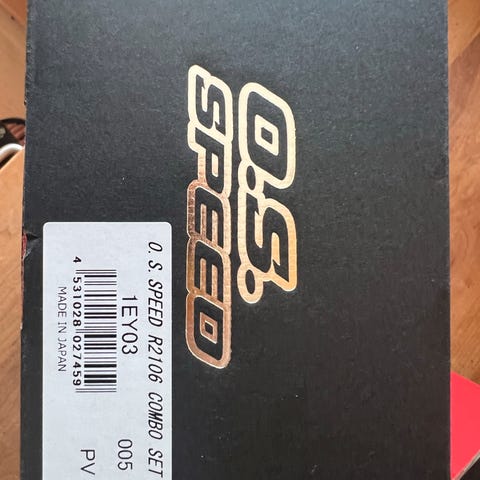 O.S.
SPEED
O.S. SPEED R2106 COMBO SET
1EY03
005
4 531028 027459
PV
MADE IN JAPAN